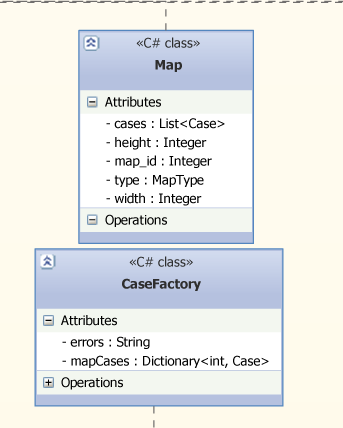 «C# class»
Map
Attributes
- cases : List<Case>
- height : Integer
- map_id : Integer
- type : MapType
- width : Integer
Operations
«C# class»
CaseFactory
Attributes
- errors : String
- mapCases : Dictionary<int, Case>
Operations